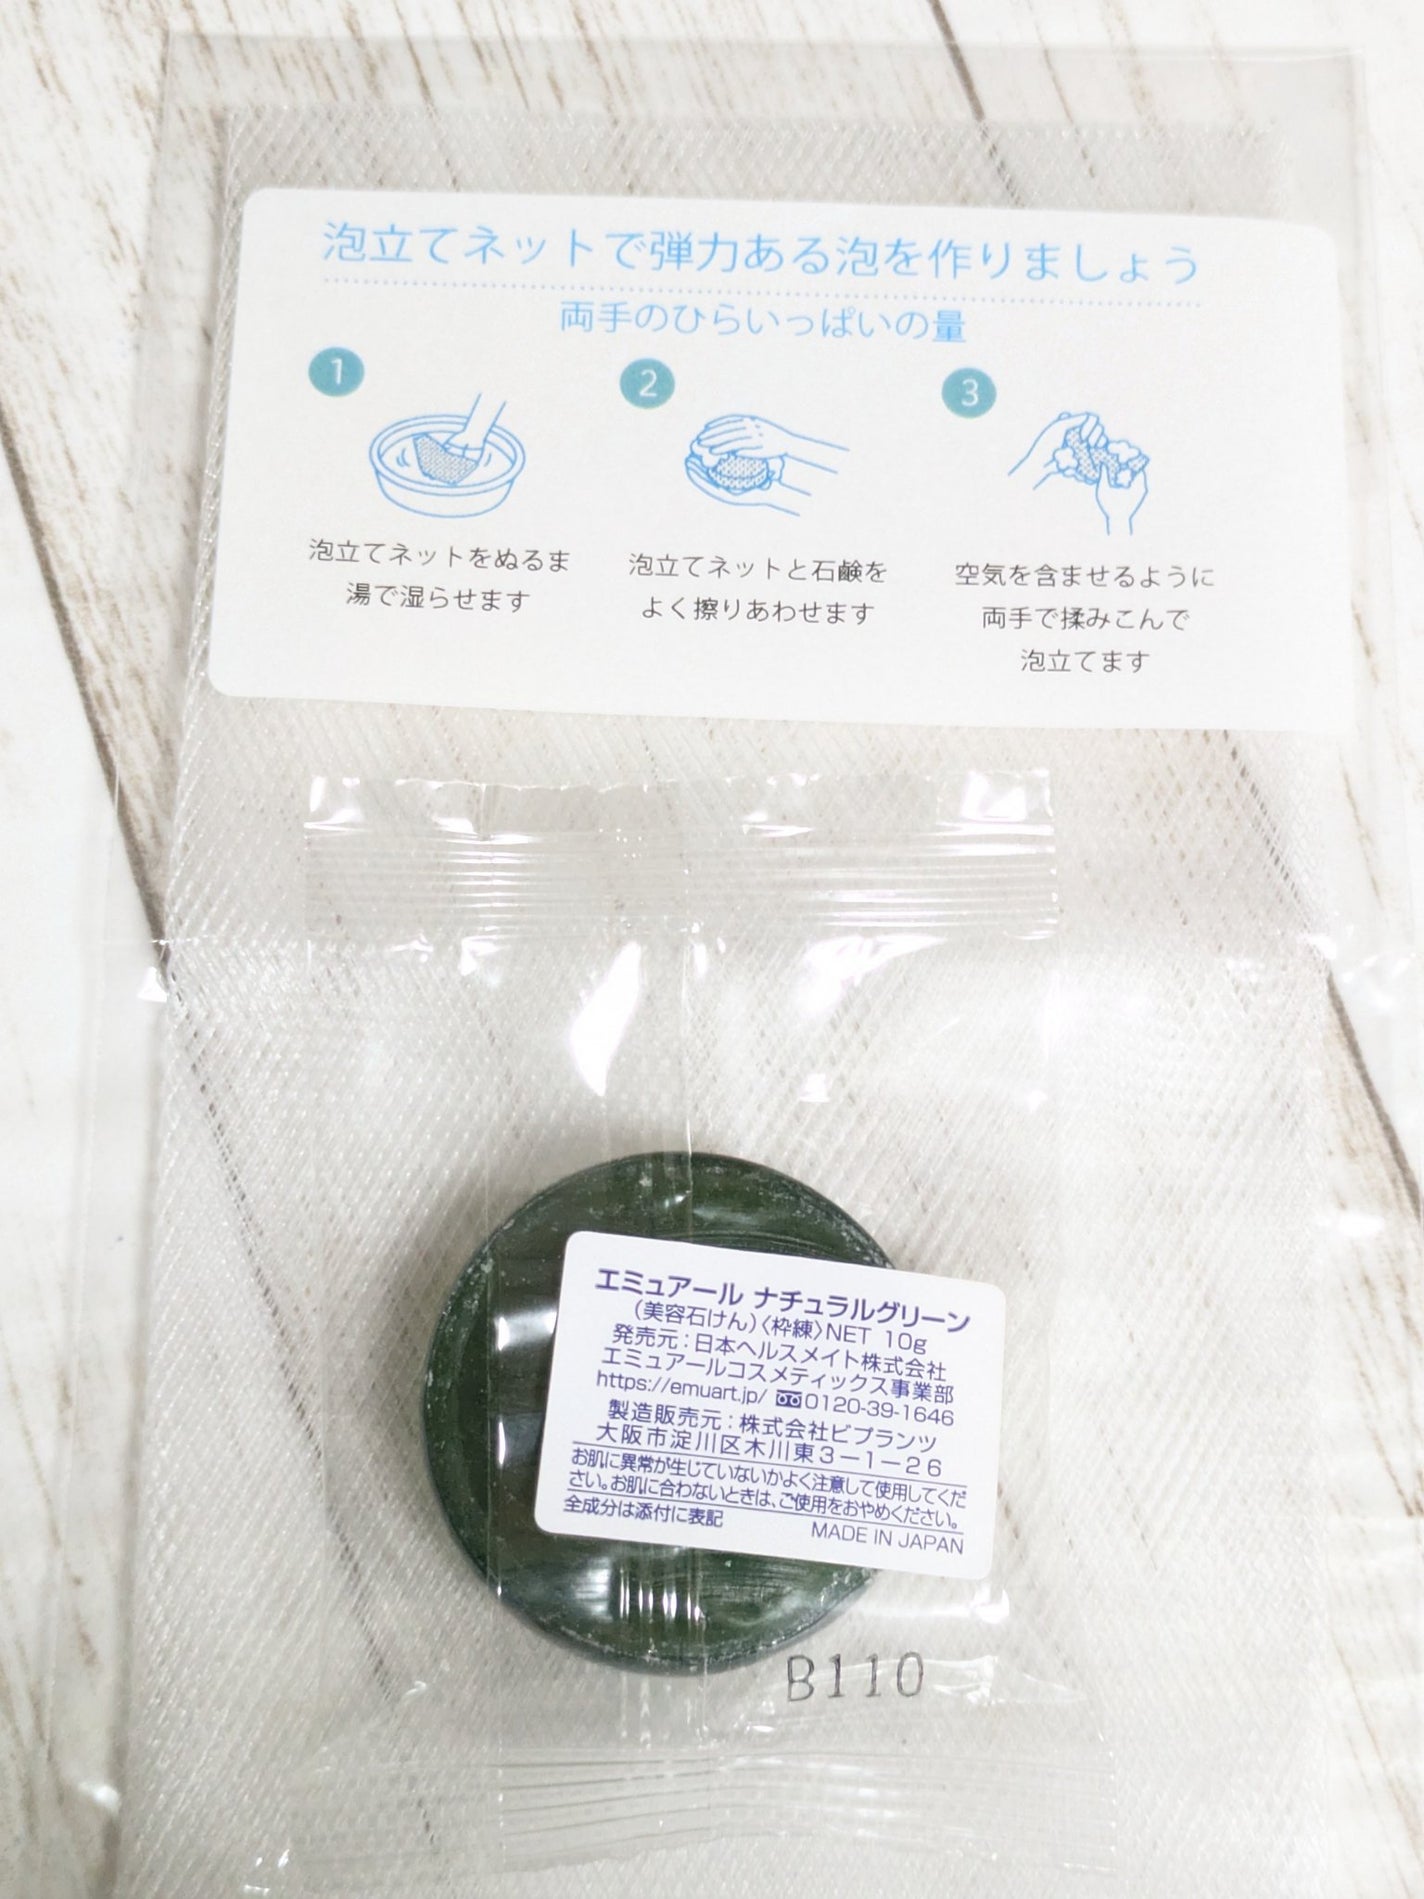 泡立てネットで弾力ある泡を作りましょう
両手のひらいっぱいの量
1
泡立てネットをぬるま
湯で湿らせます
2
泡立てネットと石鹸を
よく擦りあわせます
3
空気を含ませるように
両手で揉みこんで
泡立てます
エミュアール ナチュラルグリーン
(美容石けん)〈枠練〉NET 10g
発売元:日本ヘルスメイト株式会社
エミュアールコスメティックス事業部
https://emuart.jp/ 0120-39-1646
製造販売元:株式会社ビプランツ
大阪市淀川区木川東3-1-26
お肌に異常が生じていないかよく注意して使用してくだ
さい。お肌に合わないときは、ご使用をおやめください。
全成分は添付に表記 MADE IN JAPAN
B110